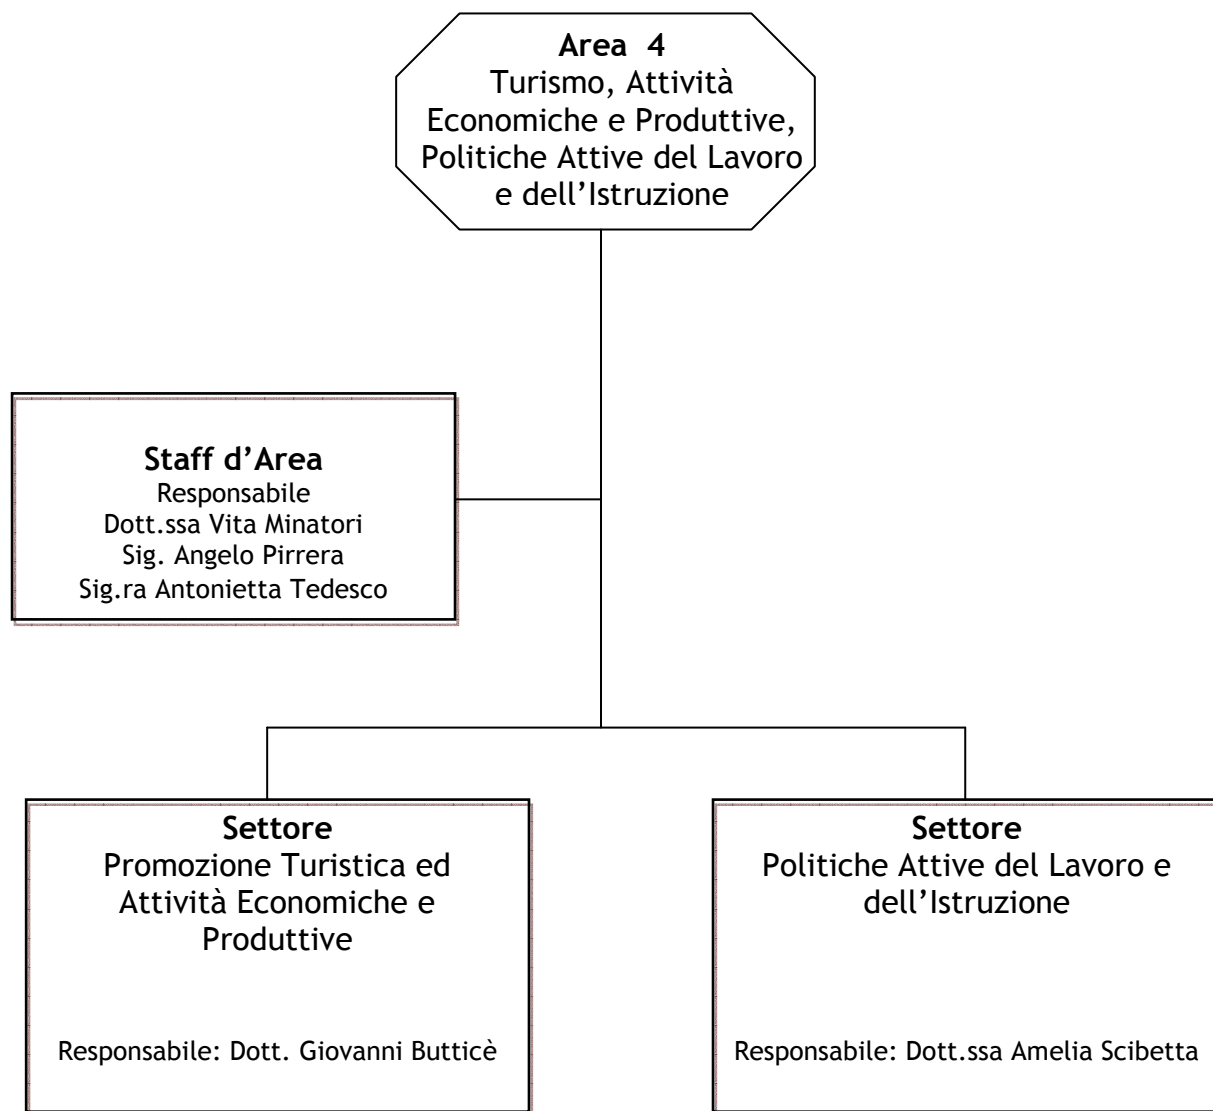 Area 4
Turismo, Attività
Economiche e Produttive,
Politiche Attive del Lavoro
e dell’Istruzione
Staff d’Area
Responsabile
Dott.ssa Vita Minatori
Sig. Angelo Pirrera
Sig.ra Antonietta Tedesco
Settore
Promozione Turistica ed
Attività Economiche e
Produttive
Responsabile: Dott. Giovanni Butticè
Settore
Politiche Attive del Lavoro e
dell’Istruzione
Responsabile: Dott.ssa Amelia Scibetta